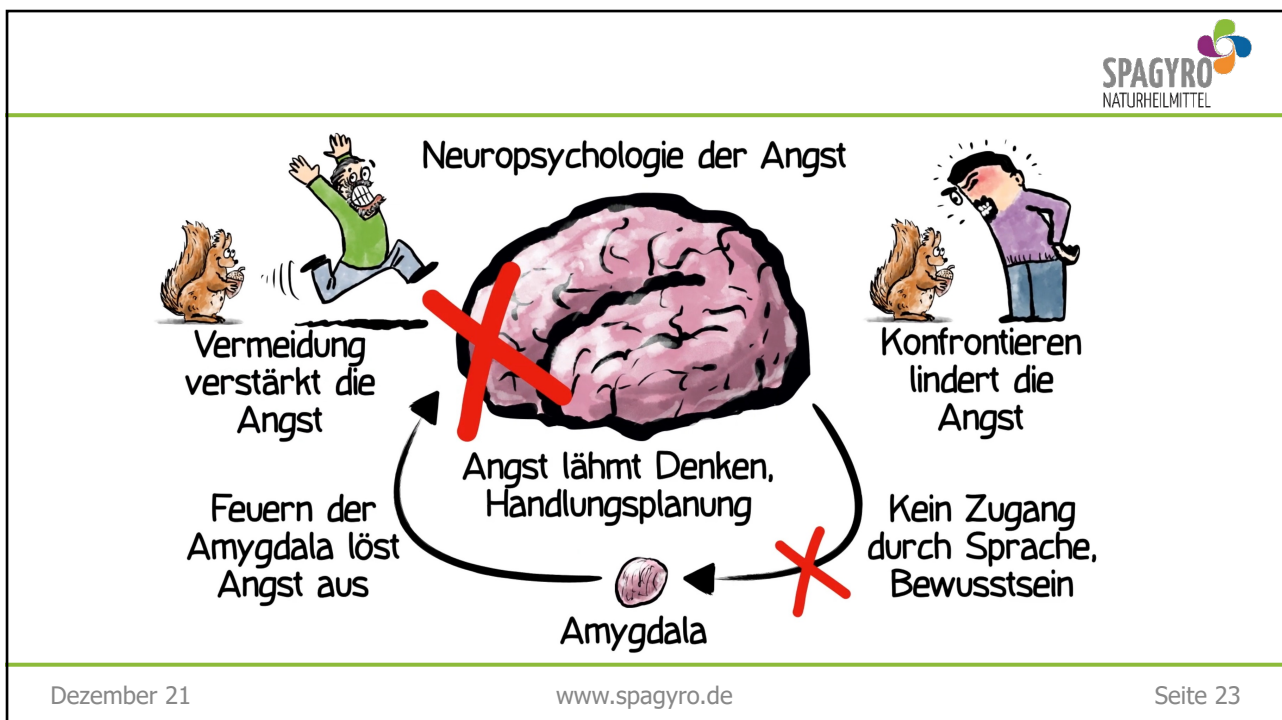 SPAGYRO
NATURHEILMITTEL
Neuropsychologie der Angst
Vermeidung
verstärkt die
Angst
Konfrontieren
lindert die
Angst
Angst lähmt Denken,
Handlungsplanung
Feuern der
Amygdala löst
Angst aus
Kein Zugang
durch Sprache,
Bewusstsein
Amygdala
Dezember 21
www.spagyro.de
Seite 23